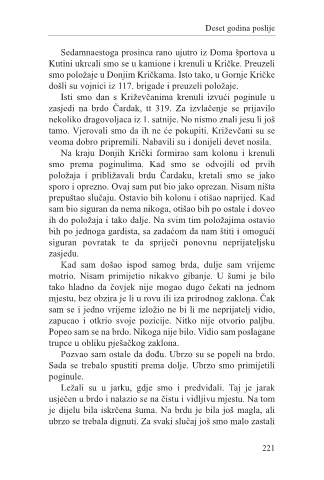 Deset godina poslije
Sedamnaestoga prosinca rano ujutro iz Doma športova u
Kutini ukrcali smo se u kamione i krenuli u Kričke. Preuzeli
smo položaje u Donjim Kričkama. Isto tako, u Gornje Kričke
došli su vojnici iz 117. brigade i preuzeli položaje.
Isti smo dan s Križevčanima krenuli izvući poginule u
zasjedi na brdo Čardak, tt 319. Za izvlačenje se prijavilo
nekoliko dragovoljaca iz 1. satnije. No nismo znali jesu li još
tamo. Vjerovali smo da ih ne će pokupiti. Križevčani su se
veoma dobro pripremili. Nabavili su i donijeli devet nosila.
Na kraju Donjih Krički formirao sam kolonu i krenuli
smo prema poginulima. Kad smo se odvojili od prvih
položaja i približavali brdu Čardaku, kretali smo se jako
sporo i oprezno. Ovaj sam put bio jako oprezan. Nisam ništa
prepuštao slučaju. Ostavio bih kolonu i otišao naprijed. Kad
sam bio siguran da nema nikoga, otišao bih po ostale i doveo
ih do položaja i tako dalje. Na svim tim položajima ostavio
bih po jednoga gardista, sa zadaćom da nam štiti i omogući
siguran povratak te da spriječi ponovnu neprijateljsku
zasjedu.
Kad sam došao ispod samog brda, dulje sam vrijeme
motrio. Nisam primijetio nikakvo gibanje. U šumi je bilo
tako hladno da čovjek nije mogao dugo čekati na jednom
mjestu, bez obzira je li u rovu ili iza prirodnog zaklona. Čak
sam se i jedno vrijeme izložio ne bi li me neprijatelj vidio,
zapucao i otkrio svoje pozicije. Nitko nije otvorio paljbu.
Popeo sam se na brdo. Nikoga nije bilo. Vidio sam poslagane
trupce u obliku pješačkog zaklona.
Pozvao sam ostale da dođu. Ubrzo su se popeli na brdo.
Sada se trebalo spustiti prema dolje. Ubrzo smo primijetili
poginule.
Ležali su u jarku, gdje smo i predviđali. Taj je jarak
usječen u brdo i nalazio se na čistu i vidljivu mjestu. Na tom
je dijelu bila iskrčena šuma. Na brdu je bila još magla, ali
ubrzo se trebala dignuti. Za svaki slučaj još smo malo zastali
221